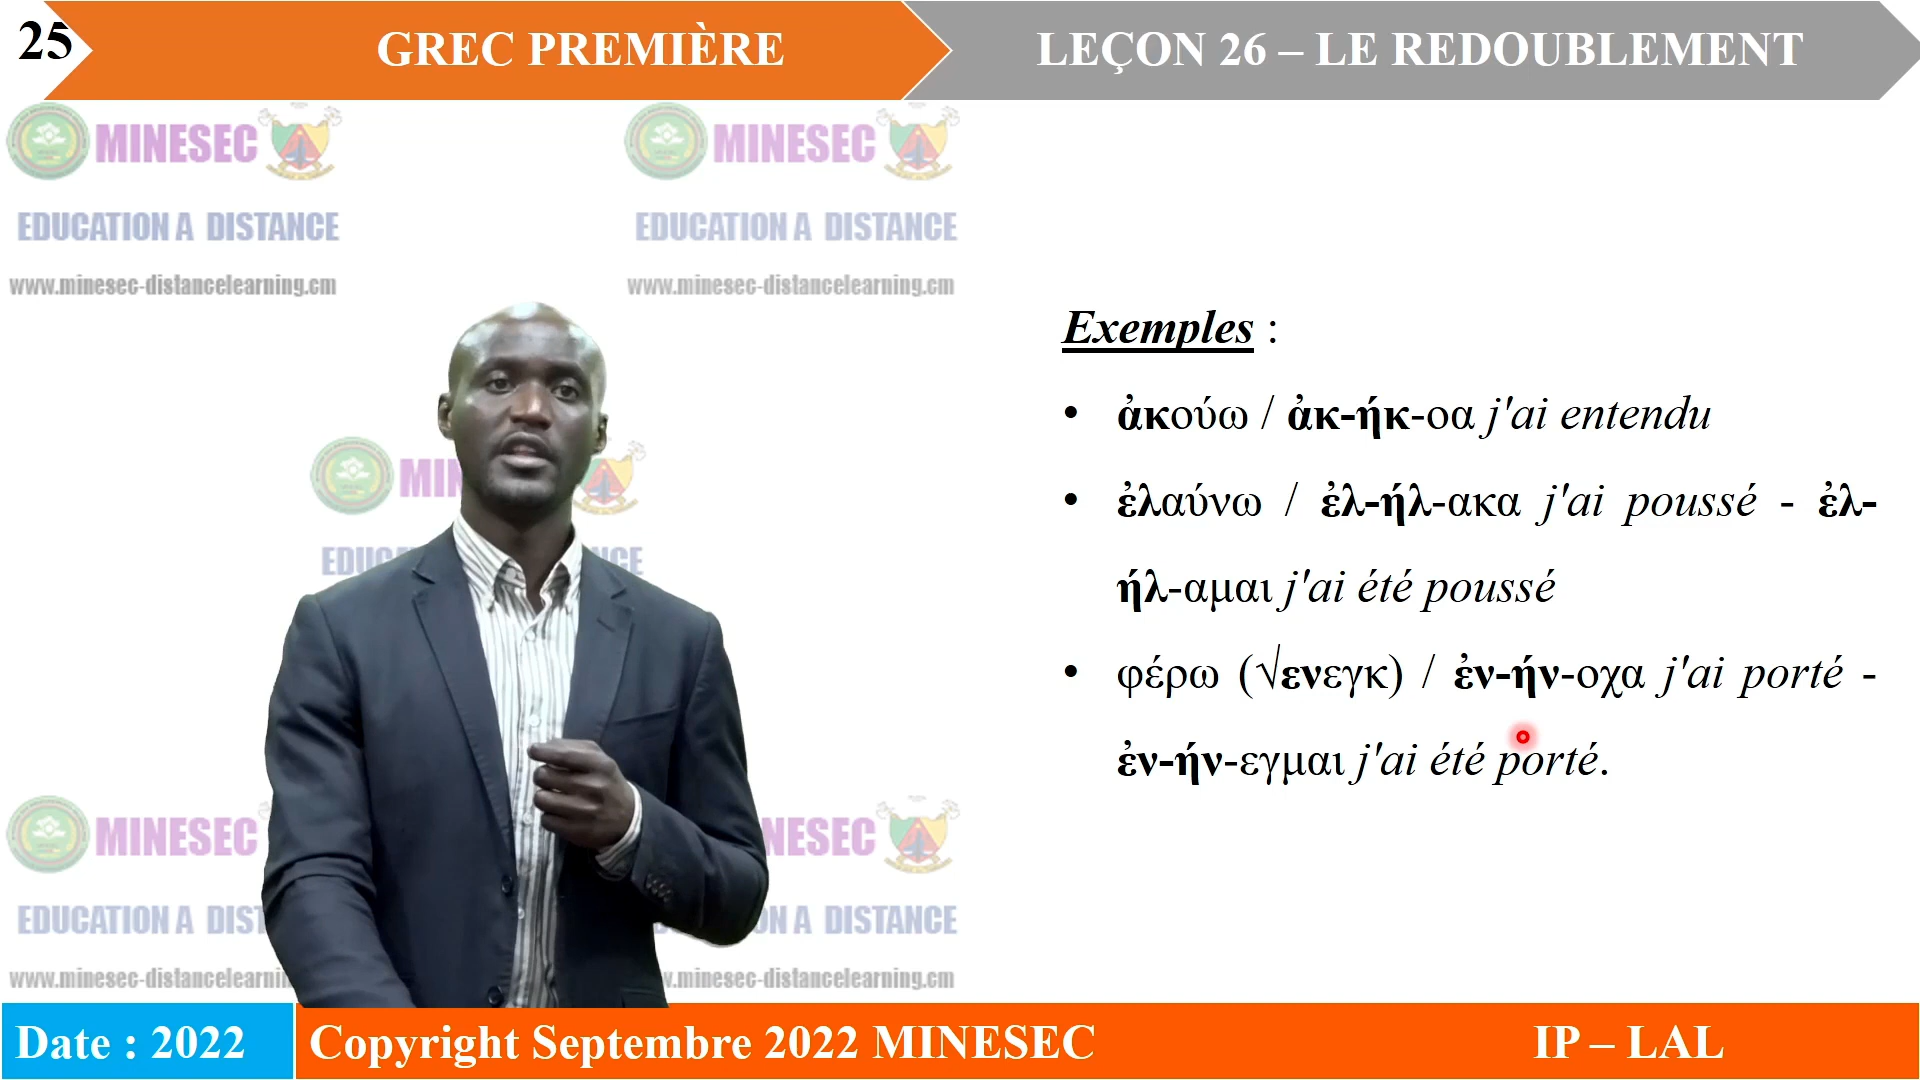 25
GREC PREMIÈRE
LEÇON 26 – LE REDOUBLEMENT
MINESEC
MINESEC
EDUCATION A DISTANCE
EDUCATION A DISTANCE
www.minesec-distancelearning.cm
www.minesec-distancelearning.cm
Exemples :
• ἀκούω / ἀκ-ήκ-οα j'ai entendu
• ἐλαύνω / ἐλ-ήλ-ακα j'ai poussé - ἐλ-
ήλ-αμαι j'ai été poussé
• φέρω (√ενεγκ) / ἐν-ήν-οχα j'ai porté -
ἐν-ήν-εγμαι j'ai été porté.
MINESEC
EDUCATION A
DISTANCE
www.minesec-distancelearning.cm
Date : 2022
Copyright Septembre 2022 MINESEC
IP – LAL